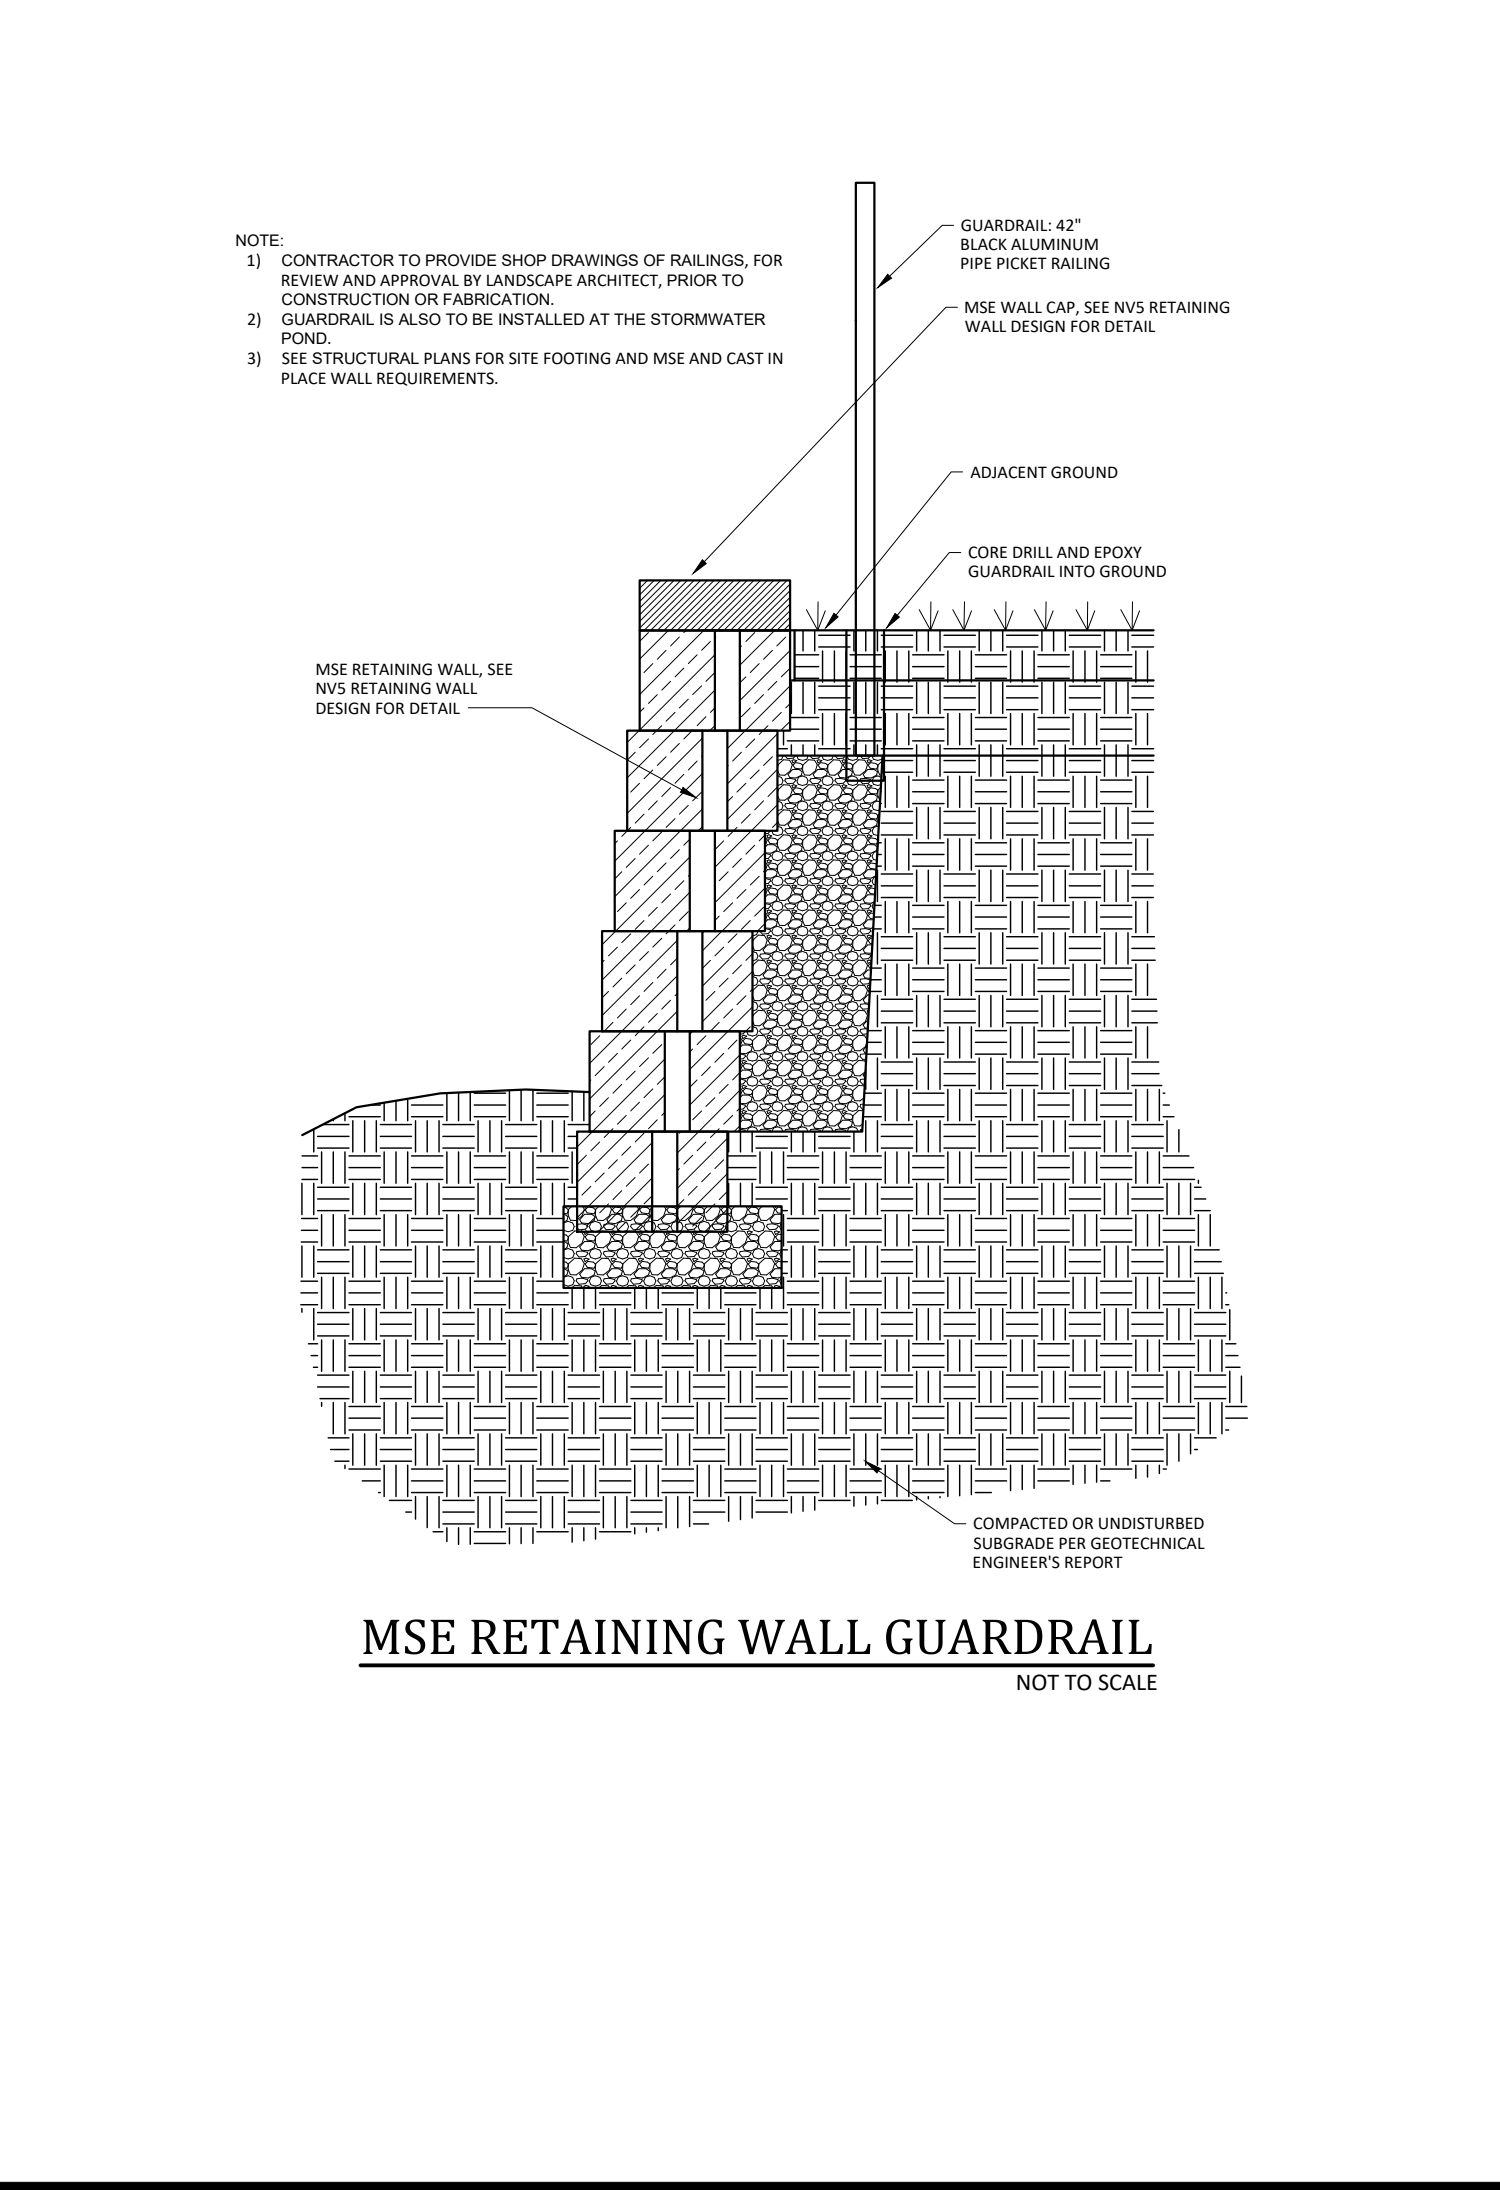 NOTE:
1) CONTRACTOR TO PROVIDE SHOP DRAWINGS OF RAILINGS, FOR
REVIEW AND APPROVAL BY LANDSCAPE ARCHITECT, PRIOR TO
CONSTRUCTION OR FABRICATION.
2) GUARDRAIL IS ALSO TO BE INSTALLED AT THE STORMWATER
POND.
3) SEE STRUCTURAL PLANS FOR SITE FOOTING AND MSE AND CAST IN
PLACE WALL REQUIREMENTS.
GUARDRAIL: 42"
BLACK ALUMINUM
PIPE PICKET RAILING
MSE WALL CAP, SEE NV5 RETAINING
WALL DESIGN FOR DETAIL
ADJACENT GROUND
CORE DRILL AND EPOXY
GUARDRAIL INTO GROUND
MSE RETAINING WALL, SEE
NV5 RETAINING WALL
DESIGN FOR DETAIL
COMPACTED OR UNDISTURBED
SUBGRADE PER GEOTECHNICAL
ENGINEER'S REPORT
MSE RETAINING WALL GUARDRAIL
NOT TO SCALE